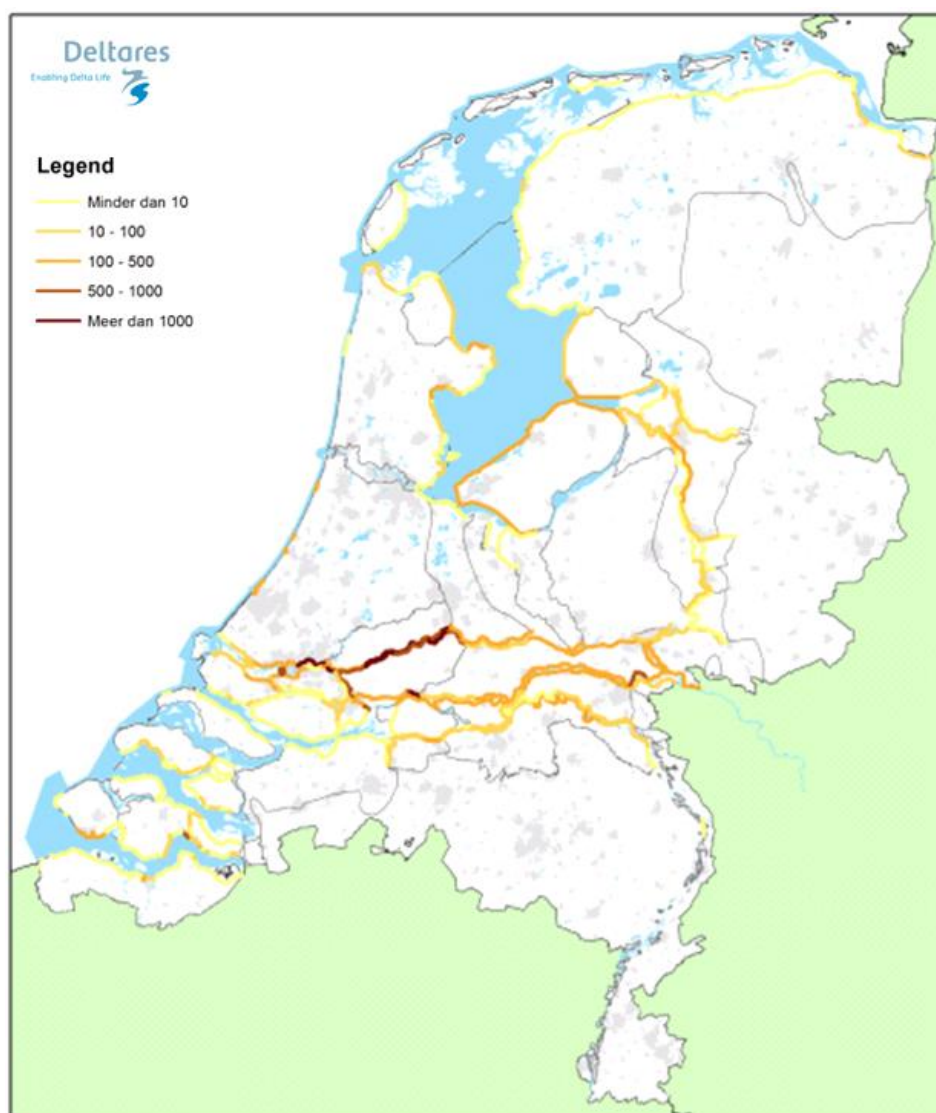 Deltares
Enabling Delta Life
Legend
Minder dan 10
10 - 100
100 - 500
500 - 1000
Meer dan 1000